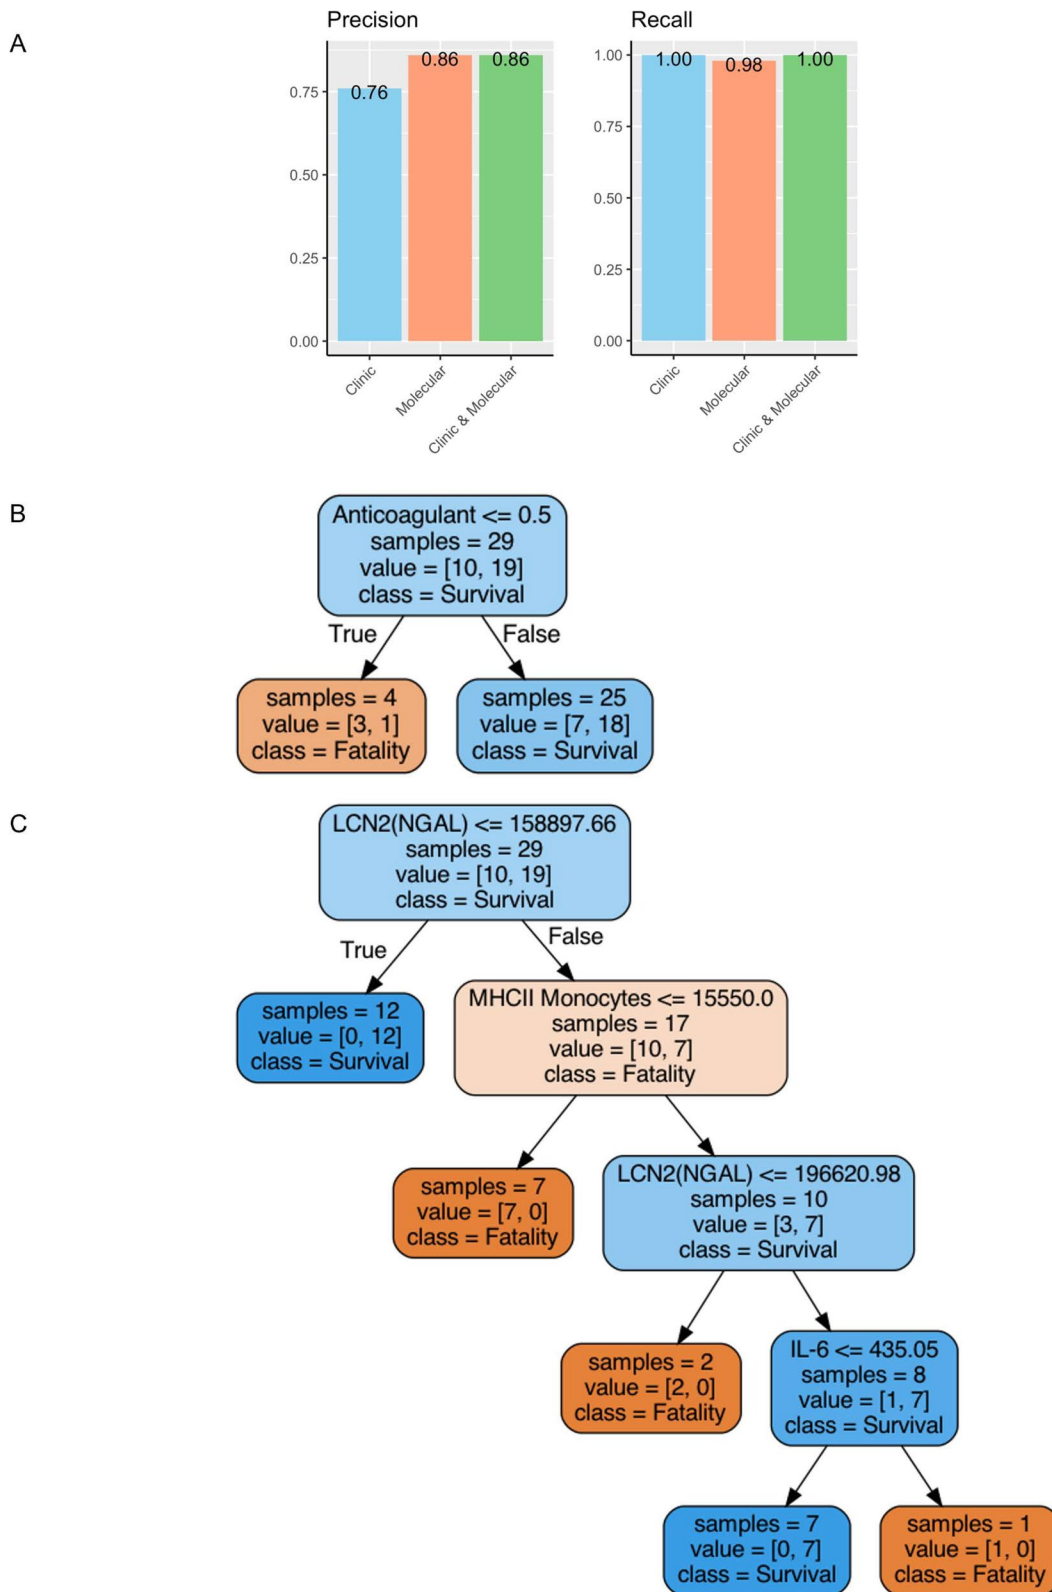 A
Precision
0.76
0.86
0.86
0.75
0.50
0.25
0.00
Clinic
Molecular
Clinic & Molecular
Recall
1.00
0.98
1.00
1.00
0.75
0.50
0.25
0.00
Clinic
Molecular
Clinic & Molecular
B
Anticoagulant <= 0.5
samples = 29
value = [10, 19]
class = Survival
True
False
samples = 4
value = [3, 1]
class = Fatality
samples = 25
value = [7, 18]
class = Survival
C
LCN2(NGAL) <= 158897.66
samples = 29
value = [10, 19]
class = Survival
True
False
samples = 12
value = [0, 12]
class = Survival
MHCII Monocytes <= 15550.0
samples = 17
value = [10, 7]
class = Fatality
samples = 7
value = [7, 0]
class = Fatality
LCN2(NGAL) <= 196620.98
samples = 10
value = [3, 7]
class = Survival
samples = 2
value = [2, 0]
class = Fatality
IL-6 <= 435.05
samples = 8
value = [1, 7]
class = Survival
samples = 7
value = [0, 7]
class = Survival
samples = 1
value = [1, 0]
class = Fatality